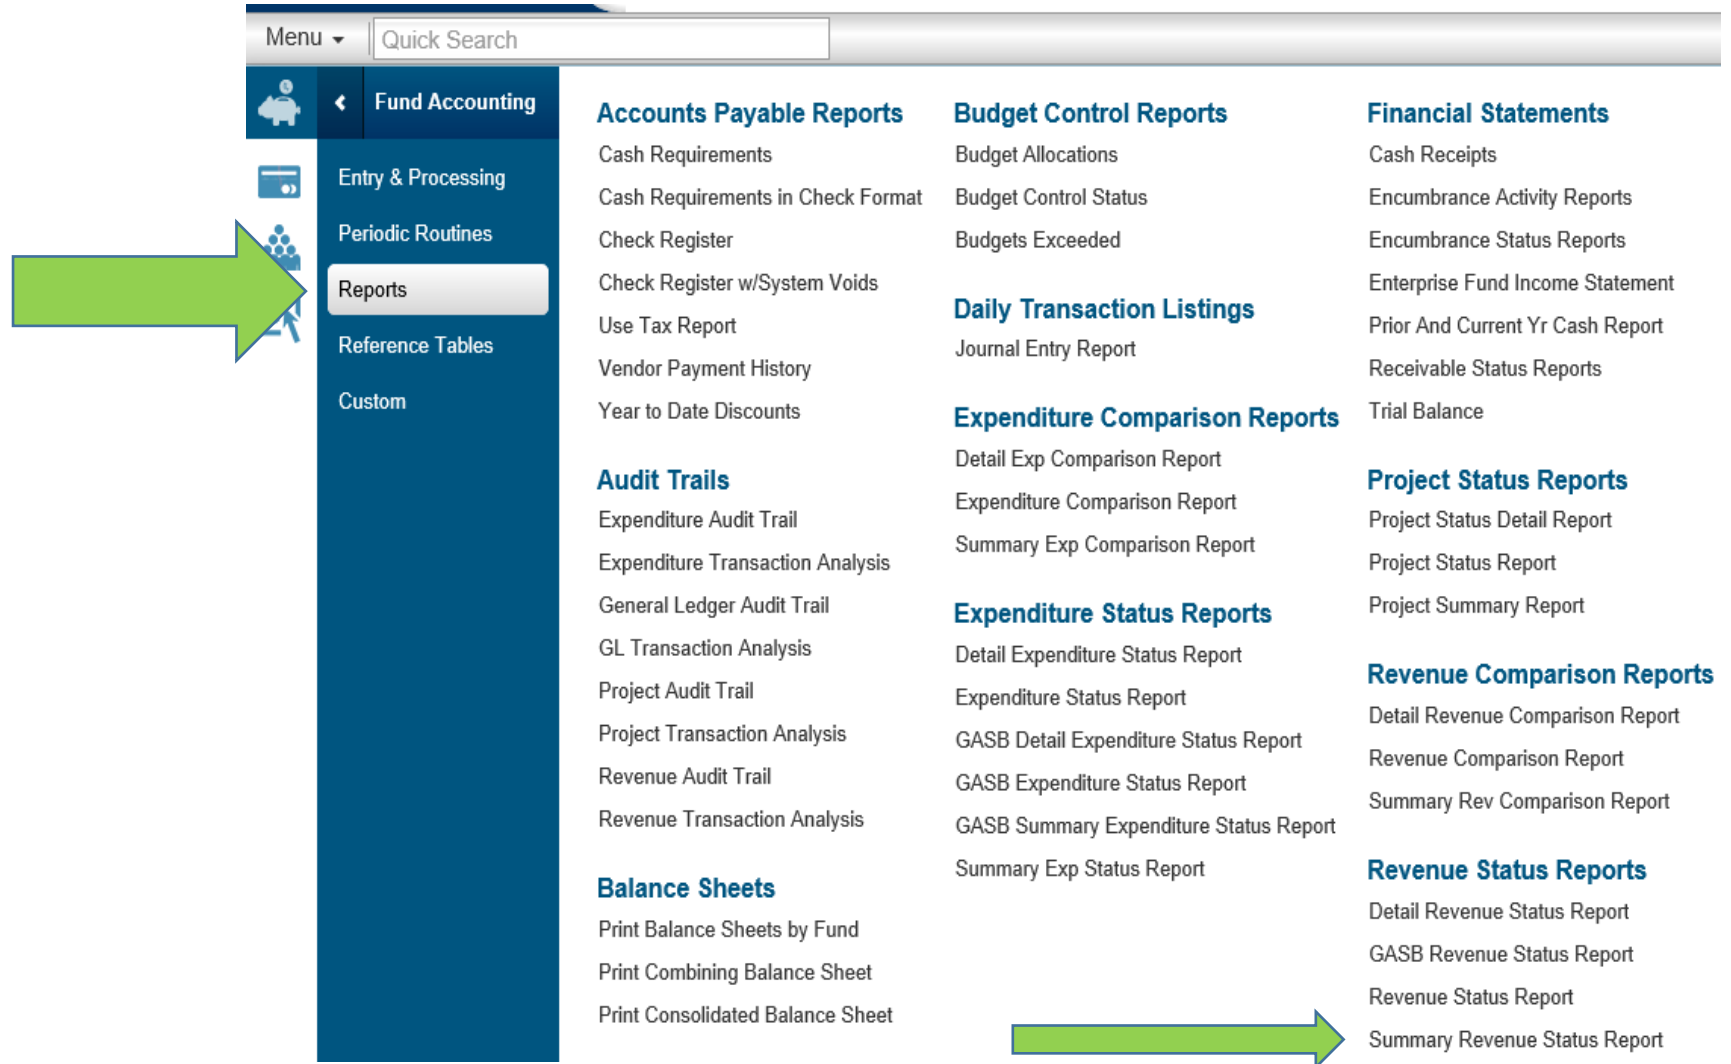 Menu
Quick Search
Fund Accounting
Entry & Processing
Periodic Routines
Reports
Reference Tables
Custom
Accounts Payable Reports
Cash Requirements
Cash Requirements in Check Format
Check Register
Check Register w/System Voids
Use Tax Report
Vendor Payment History
Year to Date Discounts
Audit Trails
Expenditure Audit Trail
Expenditure Transaction Analysis
General Ledger Audit Trail
GL Transaction Analysis
Project Audit Trail
Project Transaction Analysis
Revenue Audit Trail
Revenue Transaction Analysis
Balance Sheets
Print Balance Sheets by Fund
Print Combining Balance Sheet
Print Consolidated Balance Sheet
Budget Control Reports
Budget Allocations
Budget Control Status
Budgets Exceeded
Daily Transaction Listings
Journal Entry Report
Expenditure Comparison Reports
Detail Exp Comparison Report
Expenditure Comparison Report
Summary Exp Comparison Report
Expenditure Status Reports
Detail Expenditure Status Report
Expenditure Status Report
GASB Detail Expenditure Status Report
GASB Expenditure Status Report
GASB Summary Expenditure Status Report
Summary Exp Status Report
Financial Statements
Cash Receipts
Encumbrance Activity Reports
Encumbrance Status Reports
Enterprise Fund Income Statement
Prior And Current Yr Cash Report
Receivable Status Reports
Trial Balance
Project Status Reports
Project Status Detail Report
Project Status Report
Project Summary Report
Revenue Comparison Reports
Detail Revenue Comparison Report
Revenue Comparison Report
Summary Rev Comparison Report
Revenue Status Reports
Detail Revenue Status Report
GASB Revenue Status Report
Revenue Status Report
Summary Revenue Status Report